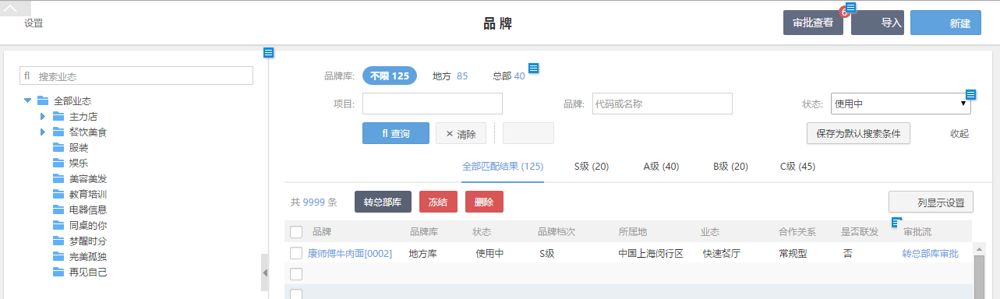 设置
品 牌
审批查看
6
导入
新建
fl 搜索业态
全部业态
主力店
餐饮美食
服装
娱乐
美容美发
教育培训
电器信息
同桌的你
梦醒时分
完美孤独
再见自己
品牌库: 不限 125 地方 85 总部 40
项目: 品牌: 代码或名称 状态: 使用中
fl 查询 × 清除 保存为默认搜索条件 收起
全部匹配结果 (125) S级 (20) A级 (40) B级 (20) C级 (45)
共 9999 条 转总部库 冻结 删除 列显示设置
品牌 品牌库 状态 品牌档次 所属地 业态 合作关系 是否联发 审批流
康师傅牛肉面[0002] 地方库 使用中 S级 中国上海闵行区 快速餐厅 常规型 否 转总部库审批